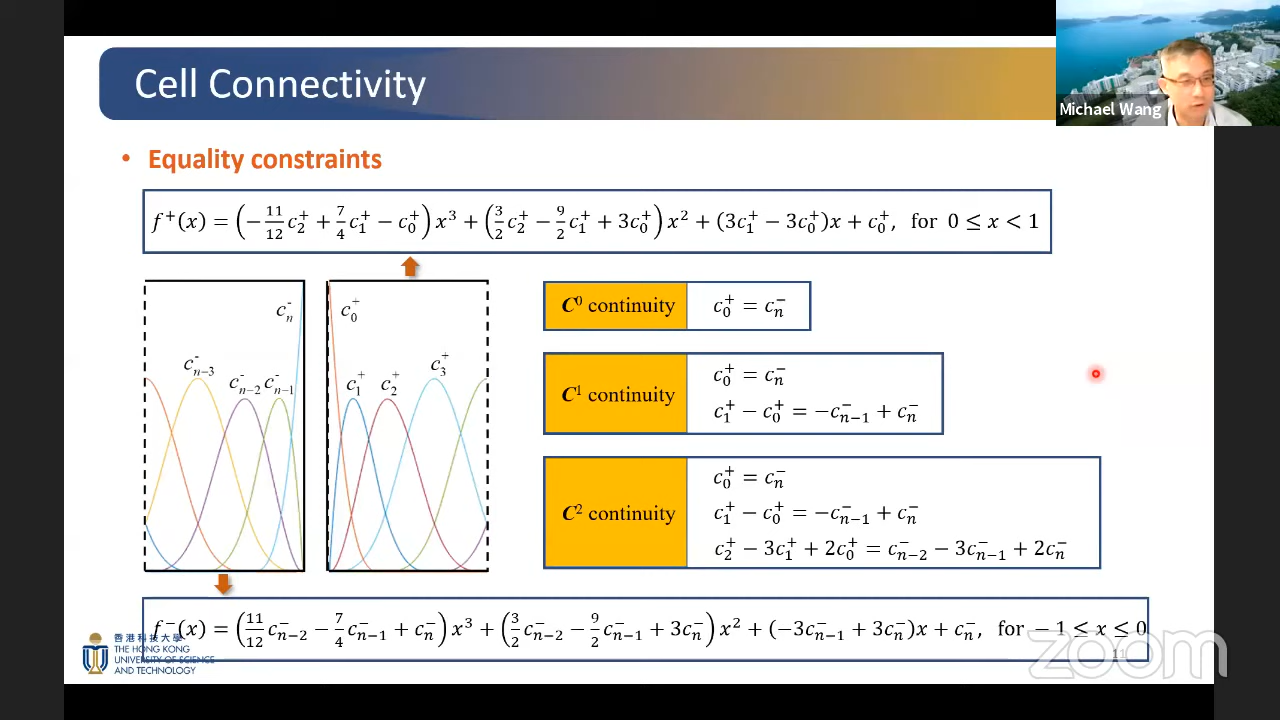 Cell Connectivity
Michael Wang
• Equality constraints
f⁺(x) = (−11/12 c₂⁺ + 7/4 c₁⁺ − c₀⁺) x³ + (3/2 c₂⁺ − 9/2 c₁⁺ + 3c₀⁺) x² + (3c₁⁺ − 3c₀⁺)x + c₀⁺, for 0 ≤ x < 1
cₙ⁻ c₀⁺
cₙ₋₃⁻ cₙ₋₂⁻ cₙ₋₁⁻ c₁⁺ c₂⁺ c₃⁺
C⁰ continuity c₀⁺ = cₙ⁻
C¹ continuity
c₀⁺ = cₙ⁻
c₁⁺ − c₀⁺ = −cₙ₋₁⁻ + cₙ⁻
C² continuity
c₀⁺ = cₙ⁻
c₁⁺ − c₀⁺ = −cₙ₋₁⁻ + cₙ⁻
c₂⁺ − 3c₁⁺ + 2c₀⁺ = cₙ₋₂⁻ − 3cₙ₋₁⁻ + 2cₙ⁻
f⁻(x) = (11/12 cₙ₋₂⁻ − 7/4 cₙ₋₁⁻ + cₙ⁻) x³ + (3/2 cₙ₋₂⁻ − 9/2 cₙ₋₁⁻ + 3cₙ⁻) x² + (−3cₙ₋₁⁻ + 3cₙ⁻)x + cₙ⁻, for −1 ≤ x ≤ 0
香港科技大學
THE HONG KONG
UNIVERSITY OF SCIENCE
AND TECHNOLOGY
11
zoom